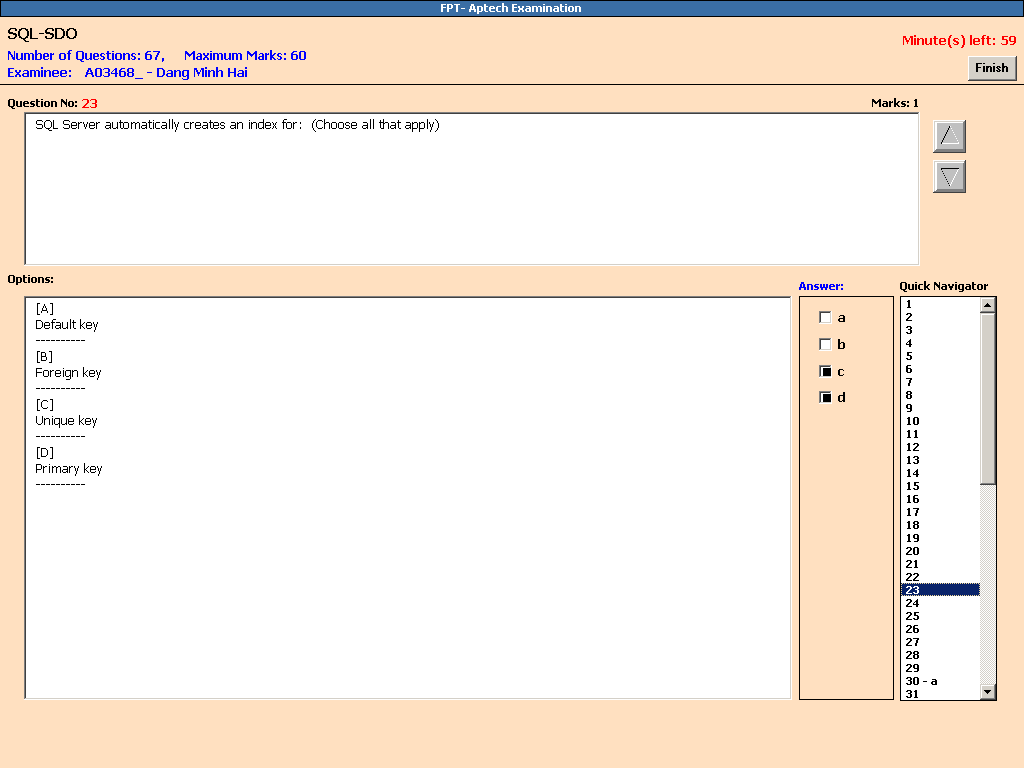 FPT- Aptech Examination
SQL-SDO
Number of Questions: 67, Maximum Marks: 60
Minute(s) left: 59
Examinee: A03468_ - Dang Minh Hai
Finish
Question No: 23
Marks: 1
SQL Server automatically creates an index for: (Choose all that apply)
Options:
[A]
Default key
----------
[B]
Foreign key
----------
[C]
Unique key
----------
[D]
Primary key
----------
Answer:
a
b
c
d
Quick Navigator
1
2
3
4
5
6
7
8
9
10
11
12
13
14
15
16
17
18
19
20
21
22
23
24
25
26
27
28
29
30 - a
31